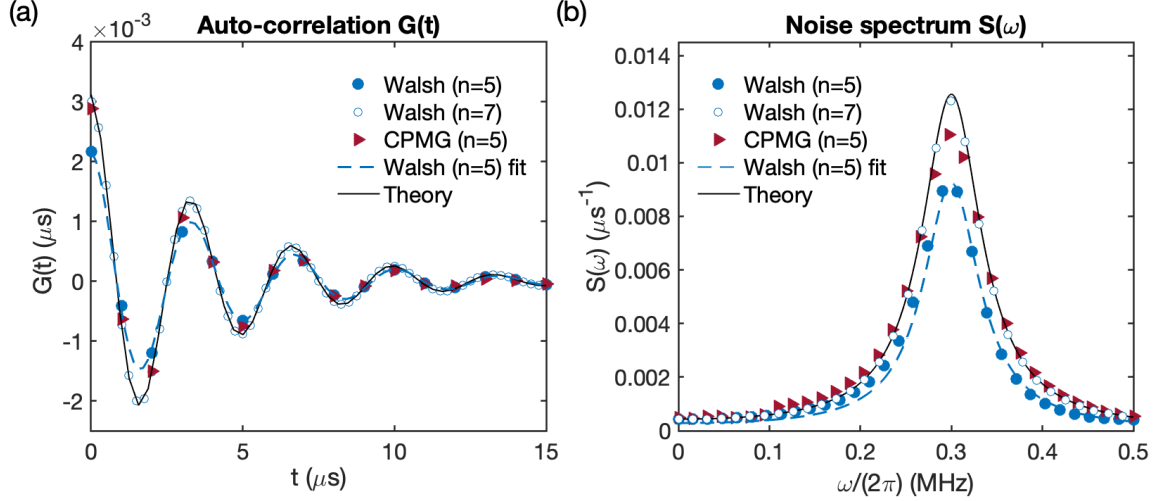 (a)
Auto-correlation G(t)
×10⁻³
4
3
2
1
0
-1
-2
G(t) (μs)
Walsh (n=5)
Walsh (n=7)
CPMG (n=5)
Walsh (n=5) fit
Theory
0
5
10
15
t (μs)
(b)
Noise spectrum S(ω)
0.014
0.012
0.01
0.008
0.006
0.004
0.002
0
S(ω) (μs⁻¹)
Walsh (n=5)
Walsh (n=7)
CPMG (n=5)
Walsh (n=5) fit
Theory
0
0.1
0.2
0.3
0.4
0.5
ω/(2π) (MHz)